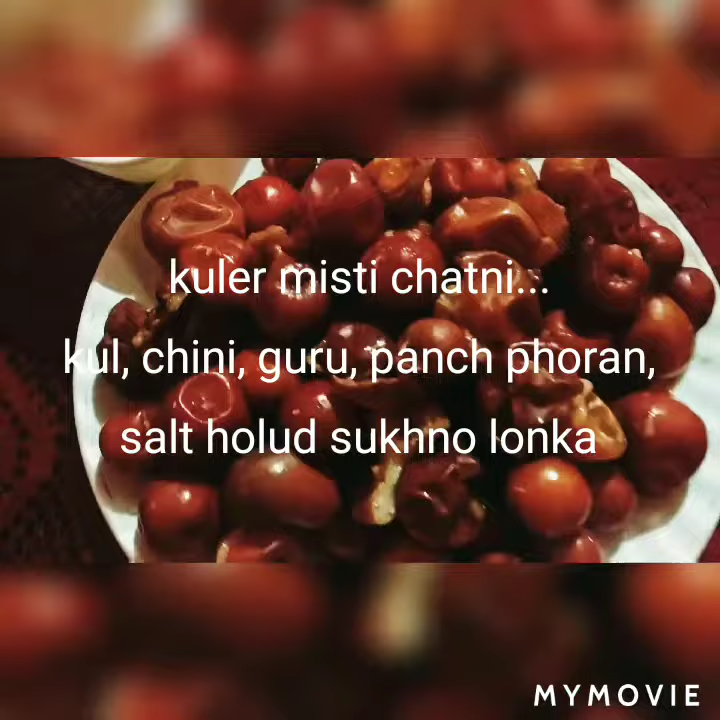 kuler misti chatni...
kul, chini, guru, panch phoran,
salt holud sukhno lonka
MYMOVIE